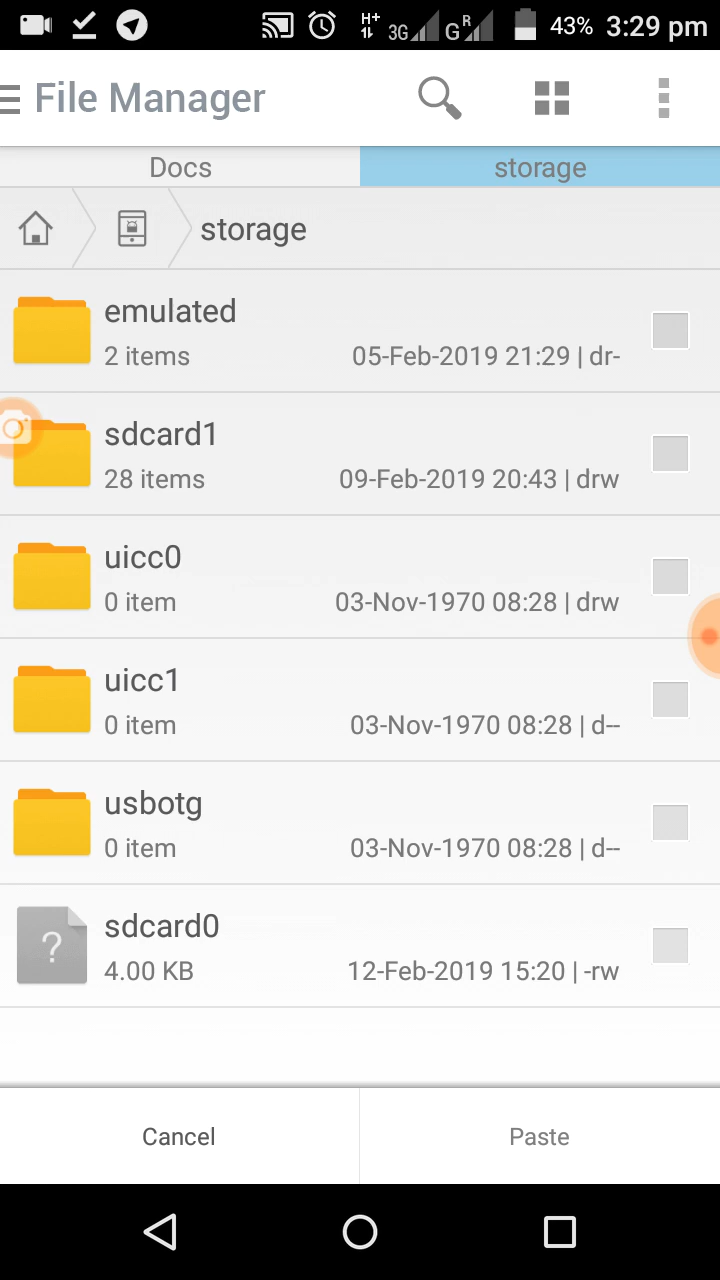 H+ 3G G R 43% 3:29 pm
File Manager
Docs storage
storage
emulated
2 items 05-Feb-2019 21:29 | dr-
sdcard1
28 items 09-Feb-2019 20:43 | drw
uicc0
0 item 03-Nov-1970 08:28 | drw
uicc1
0 item 03-Nov-1970 08:28 | d--
usbotg
0 item 03-Nov-1970 08:28 | d--
?
sdcard0
4.00 KB 12-Feb-2019 15:20 | -rw
Cancel Paste